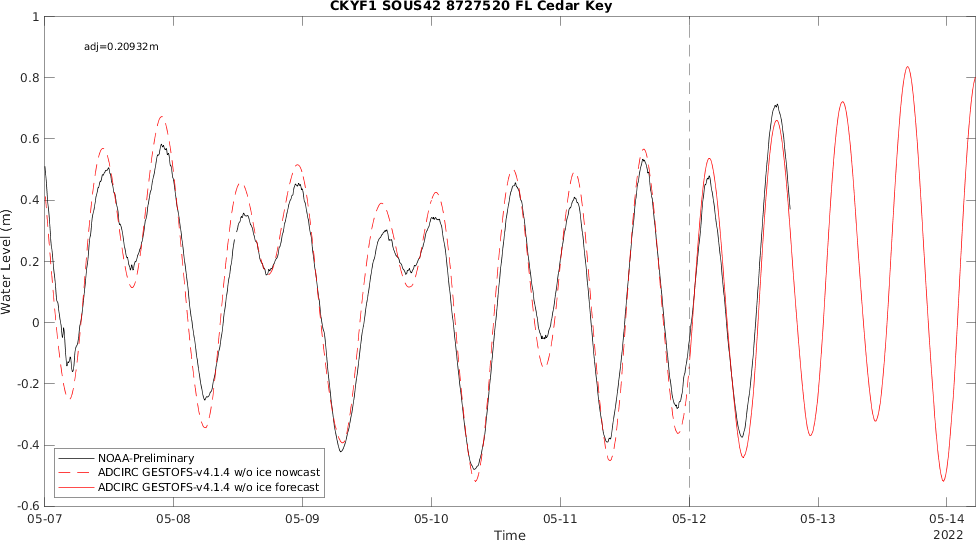 CKYF1 SOUS42 8727520 FL Cedar Key
adj=0.20932m
1
0.8
0.6
0.4
0.2
0
-0.2
-0.4
-0.6
Water Level (m)
NOAA-Preliminary
ADCIRC GESTOFS-v4.1.4 w/o ice nowcast
ADCIRC GESTOFS-v4.1.4 w/o ice forecast
05-07 05-08 05-09 05-10 05-11 05-12 05-13 05-14
Time
2022